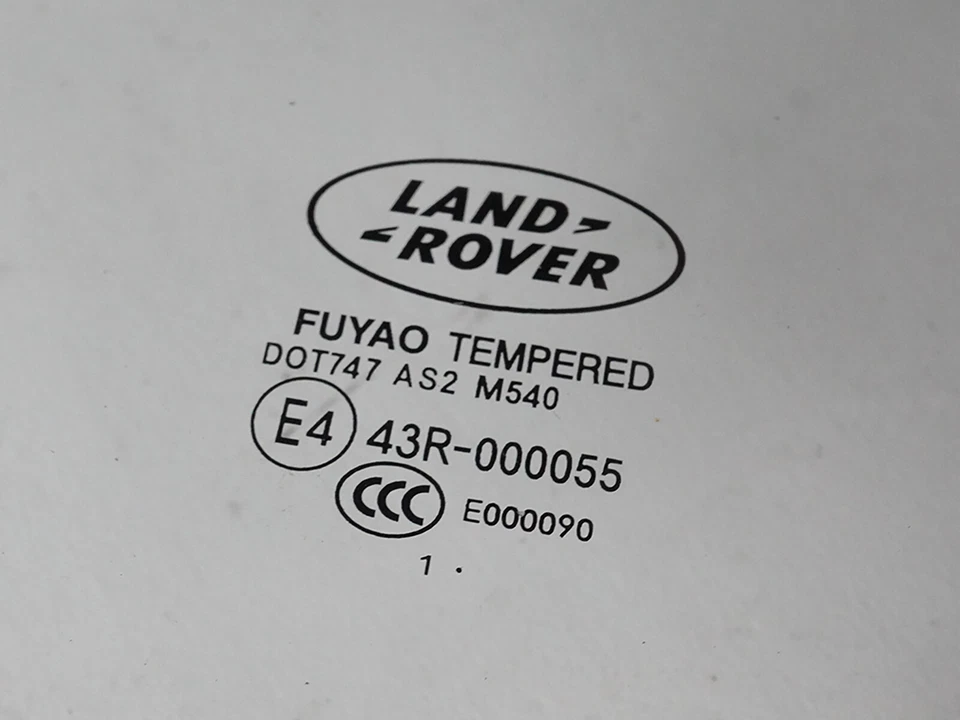 LAND
ROVER
FUYAO TEMPERED
DOT747 AS2 M540
E4 43R-000055
CCC E000090
1 .